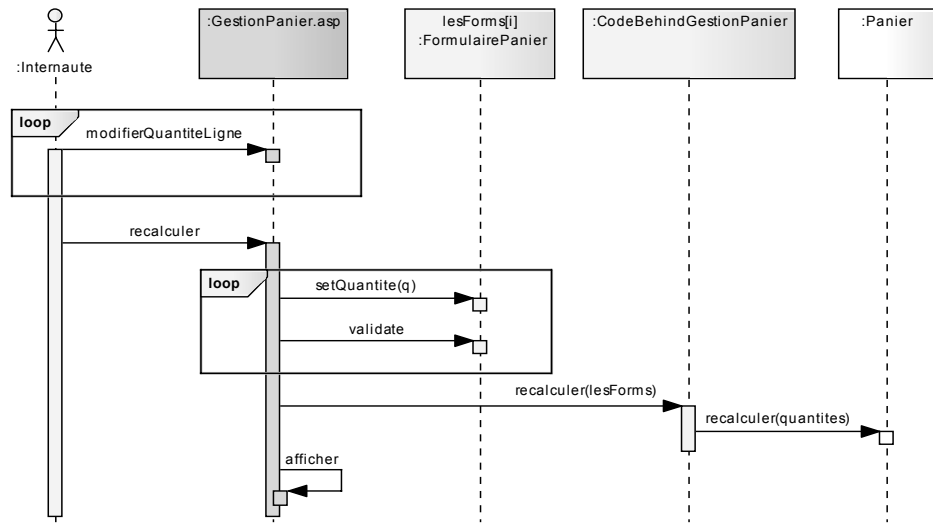 :Internaute
:GestionPanier.asp
lesForms[i]
:FormulairePanier
:CodeBehindGestionPanier
:Panier
loop
modifierQuantiteLigne
recalculer
loop
setQuantite(q)
validate
recalculer(lesForms)
recalculer(quantites)
afficher